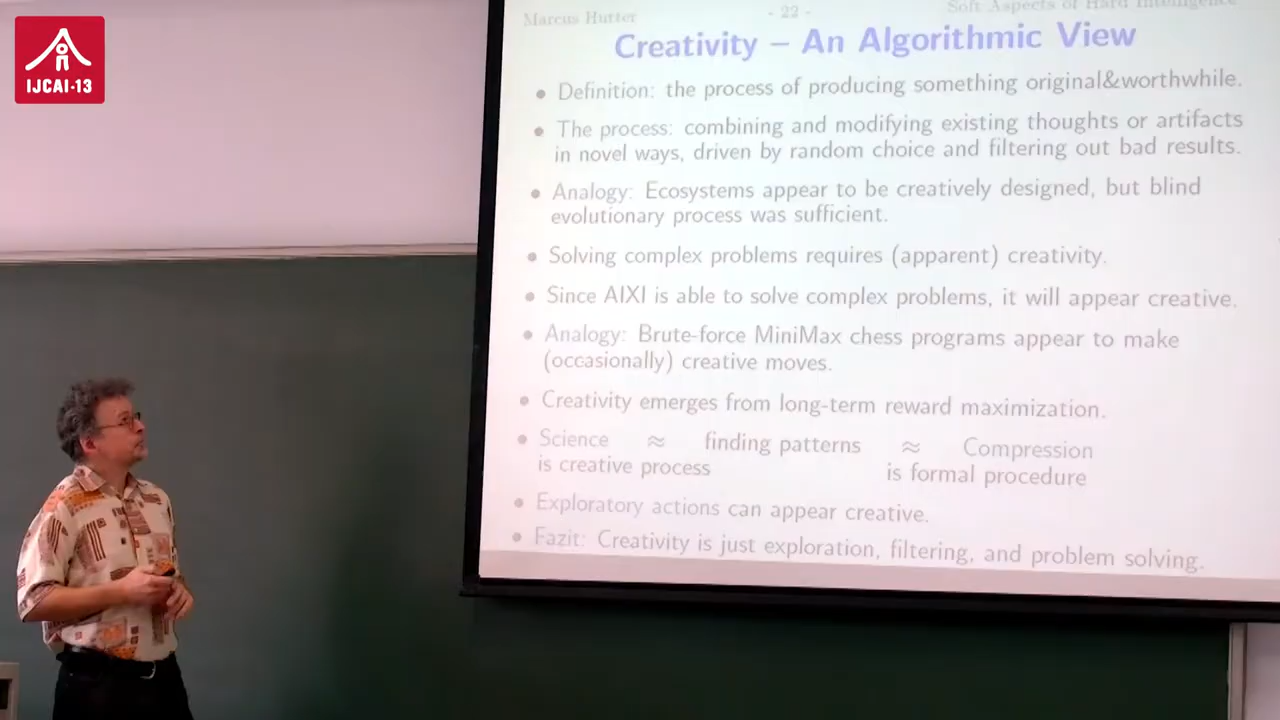 IJCAI-13
Marcus Hutter - 22 - Soft Aspects of Hard Intelligence
Creativity – An Algorithmic View
• Definition: the process of producing something original&worthwhile.
• The process: combining and modifying existing thoughts or artifacts
in novel ways, driven by random choice and filtering out bad results.
• Analogy: Ecosystems appear to be creatively designed, but blind
evolutionary process was sufficient.
• Solving complex problems requires (apparent) creativity.
• Since AIXI is able to solve complex problems, it will appear creative.
• Analogy: Brute-force MiniMax chess programs appear to make
(occasionally) creative moves.
• Creativity emerges from long-term reward maximization.
• Science ≈ finding patterns ≈ Compression
is creative process is formal procedure
• Exploratory actions can appear creative.
• Fazit: Creativity is just exploration, filtering, and problem solving.